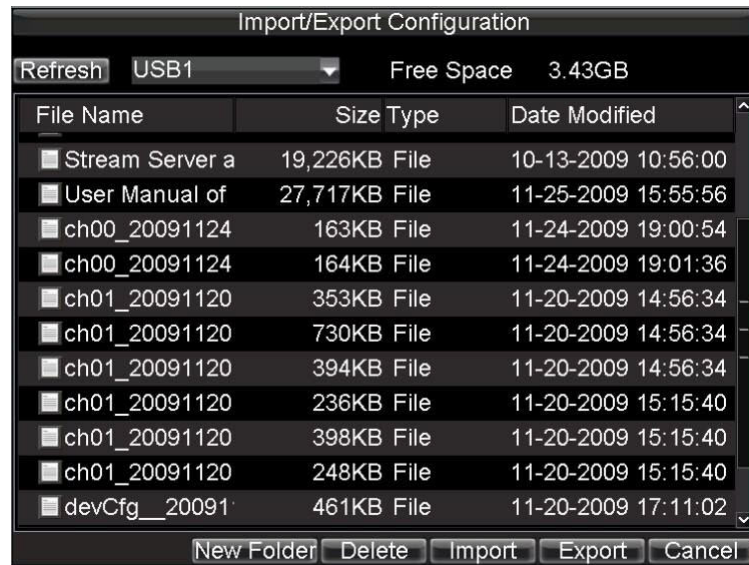 Import/Export Configuration
Refresh USB1 Free Space 3.43GB
File Name Size Type Date Modified
Stream Server a 19,226KB File 10-13-2009 10:56:00
User Manual of 27,717KB File 11-25-2009 15:55:56
ch00_20091124 163KB File 11-24-2009 19:00:54
ch00_20091124 164KB File 11-24-2009 19:01:36
ch01_20091120 353KB File 11-20-2009 14:56:34
ch01_20091120 730KB File 11-20-2009 14:56:34
ch01_20091120 394KB File 11-20-2009 14:56:34
ch01_20091120 236KB File 11-20-2009 15:15:40
ch01_20091120 398KB File 11-20-2009 15:15:40
ch01_20091120 248KB File 11-20-2009 15:15:40
devCfg__20091 461KB File 11-20-2009 17:11:02
New Folder Delete Import Export Cancel